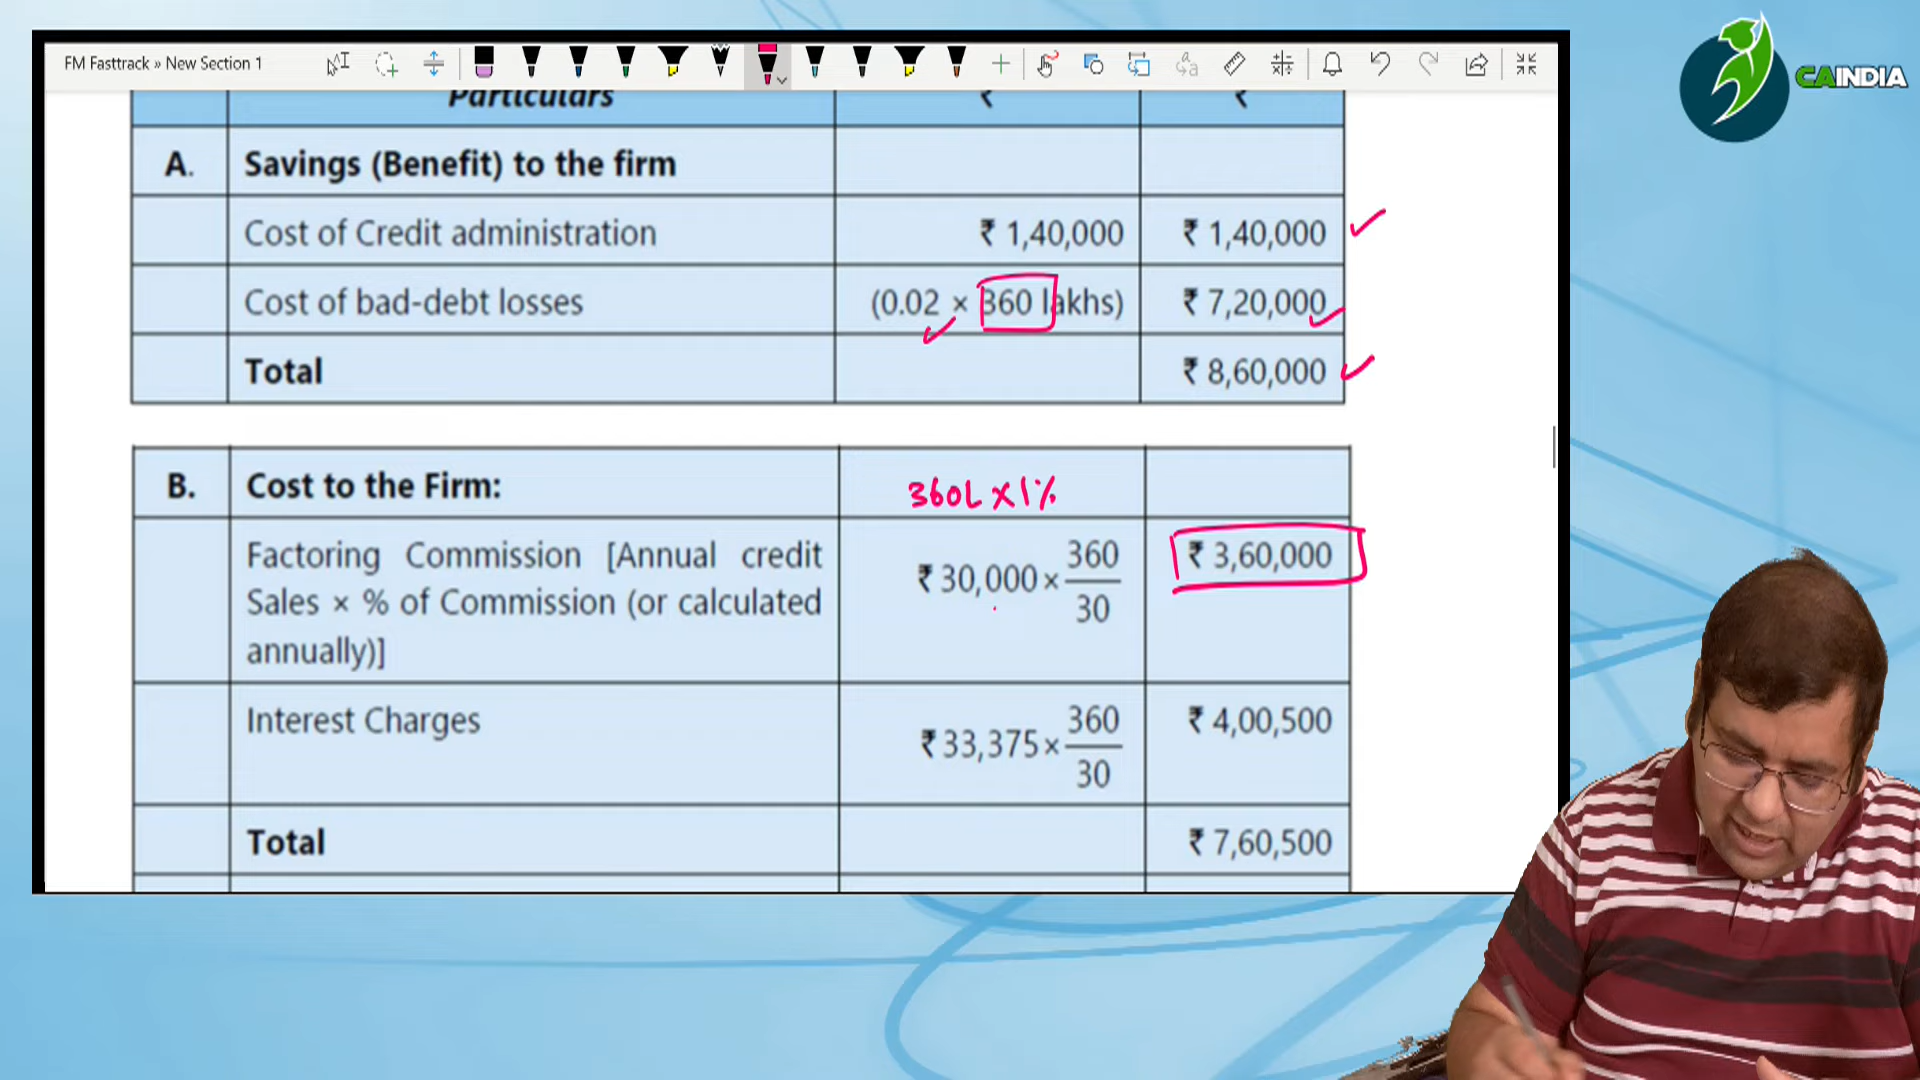 FM Fasttrack » New Section 1
CAINDIA
Particulars ₹ ₹
A. Savings (Benefit) to the firm
Cost of Credit administration ₹ 1,40,000 ₹ 1,40,000
Cost of bad-debt losses (0.02 × 360 lakhs) ₹ 7,20,000
Total ₹ 8,60,000
B. Cost to the Firm: 360L × 1%
Factoring Commission [Annual credit Sales × % of Commission (or calculated annually)] ₹ 30,000 × 360/30 ₹ 3,60,000
Interest Charges ₹ 33,375 × 360/30 ₹ 4,00,500
Total ₹ 7,60,500